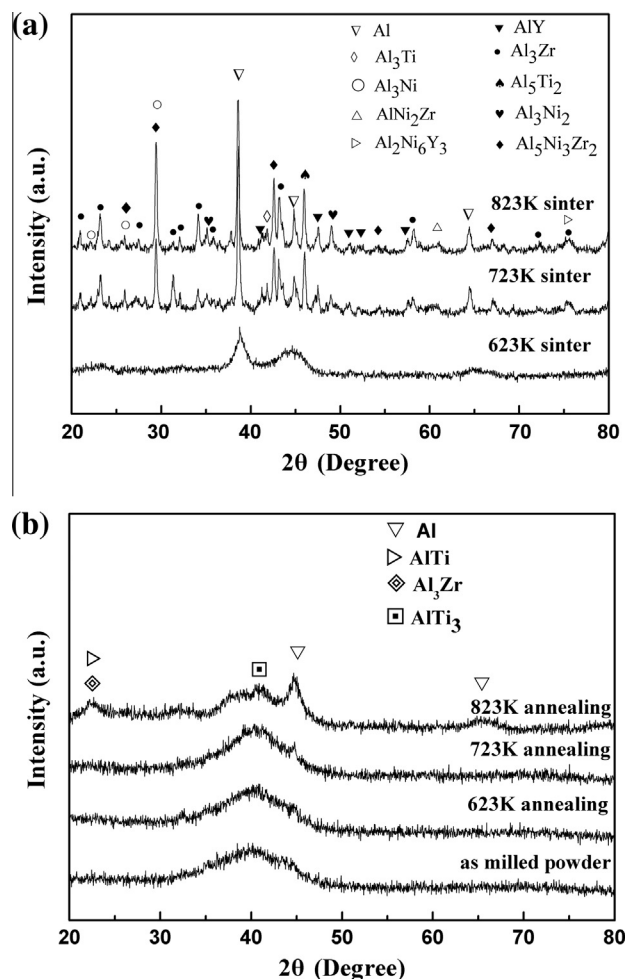 (a)
Al
AlY
Al₃Ti
Al₃Zr
Al₃Ni
Al₅Ti₂
AlNi₂Zr
Al₃Ni₂
Al₂Ni₆Y₃
Al₅Ni₃Zr₂
823K sinter
723K sinter
623K sinter
Intensity (a.u.)
20 30 40 50 60 70 80
2θ (Degree)
(b)
Al
AlTi
Al₃Zr
AlTi₃
823K annealing
723K annealing
623K annealing
as milled powder
Intensity (a.u.)
20 30 40 50 60 70 80
2θ (Degree)